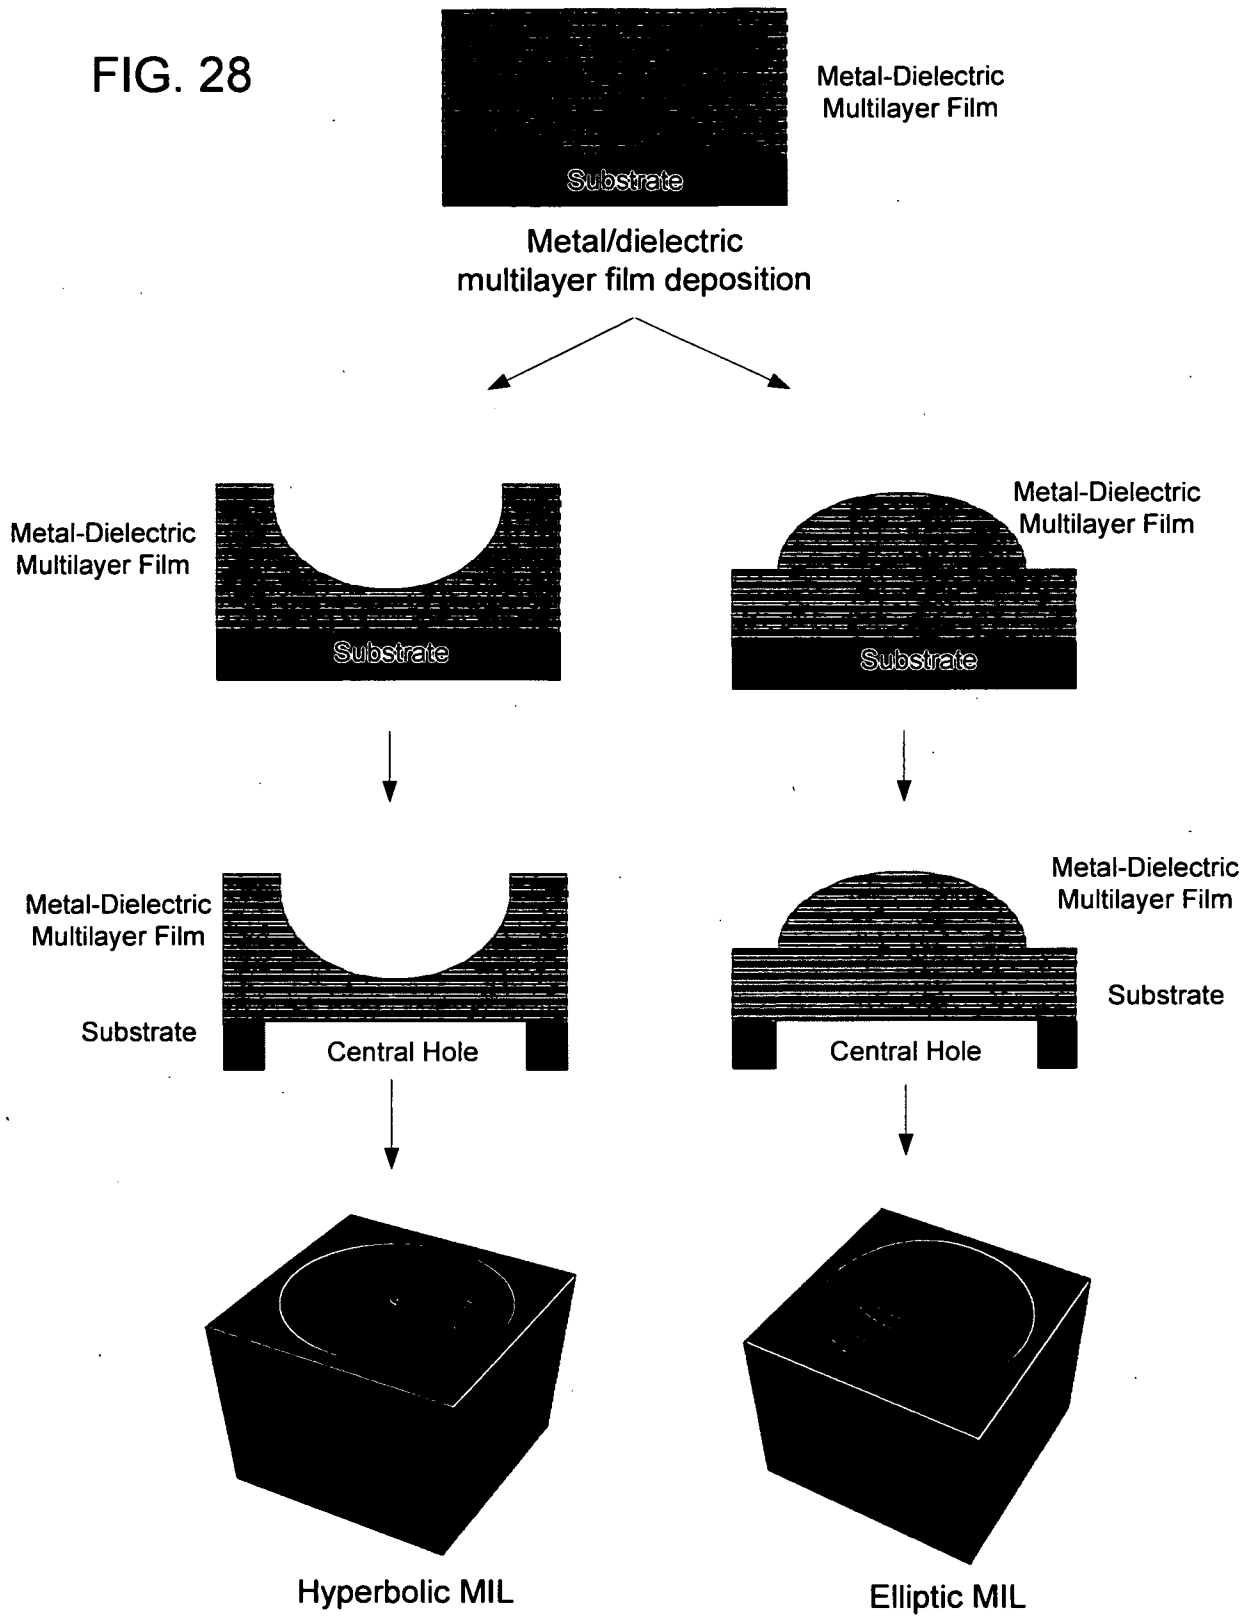 FIG. 28
Metal-Dielectric
Multilayer Film
Substrate
Metal/dielectric
multilayer film deposition
Metal-Dielectric
Multilayer Film
Substrate
Metal-Dielectric
Multilayer Film
Substrate
Metal-Dielectric
Multilayer Film
Substrate
Central Hole
Metal-Dielectric
Multilayer Film
Substrate
Central Hole
Hyperbolic MIL
Elliptic MIL